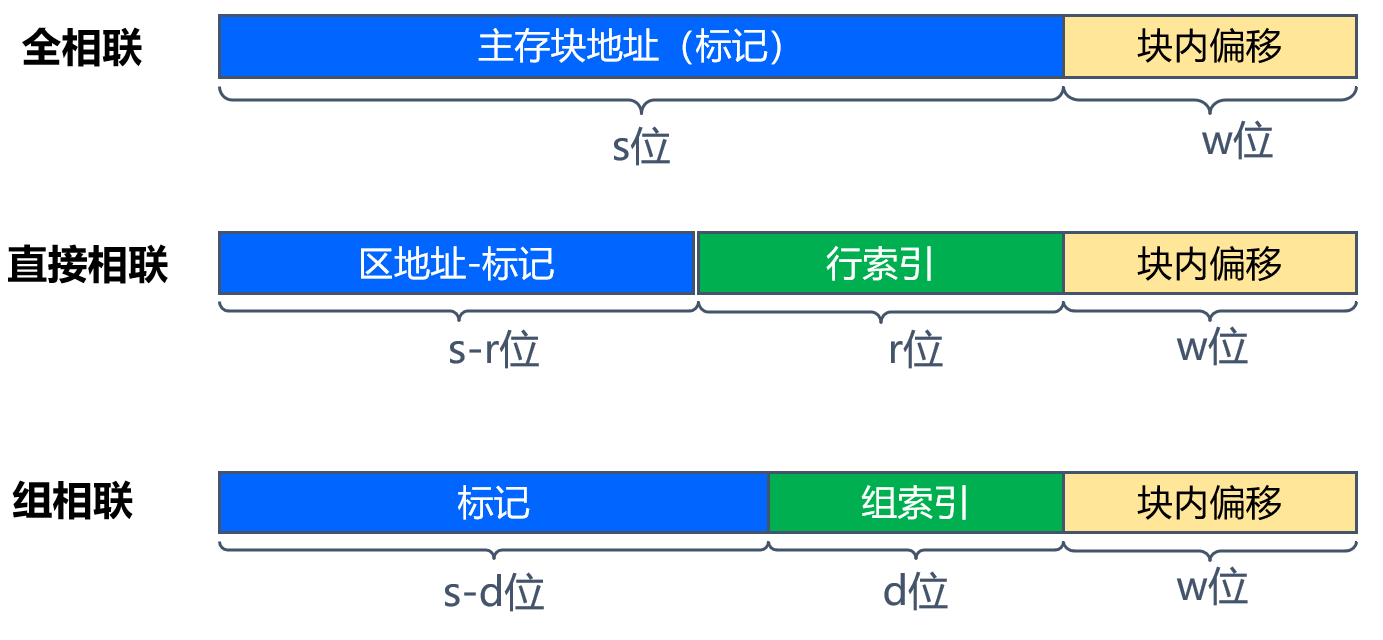 全相联
主存块地址（标记）
块内偏移
s位
w位
直接相联
区地址-标记
行索引
块内偏移
s-r位
r位
w位
组相联
标记
组索引
块内偏移
s-d位
d位
w位